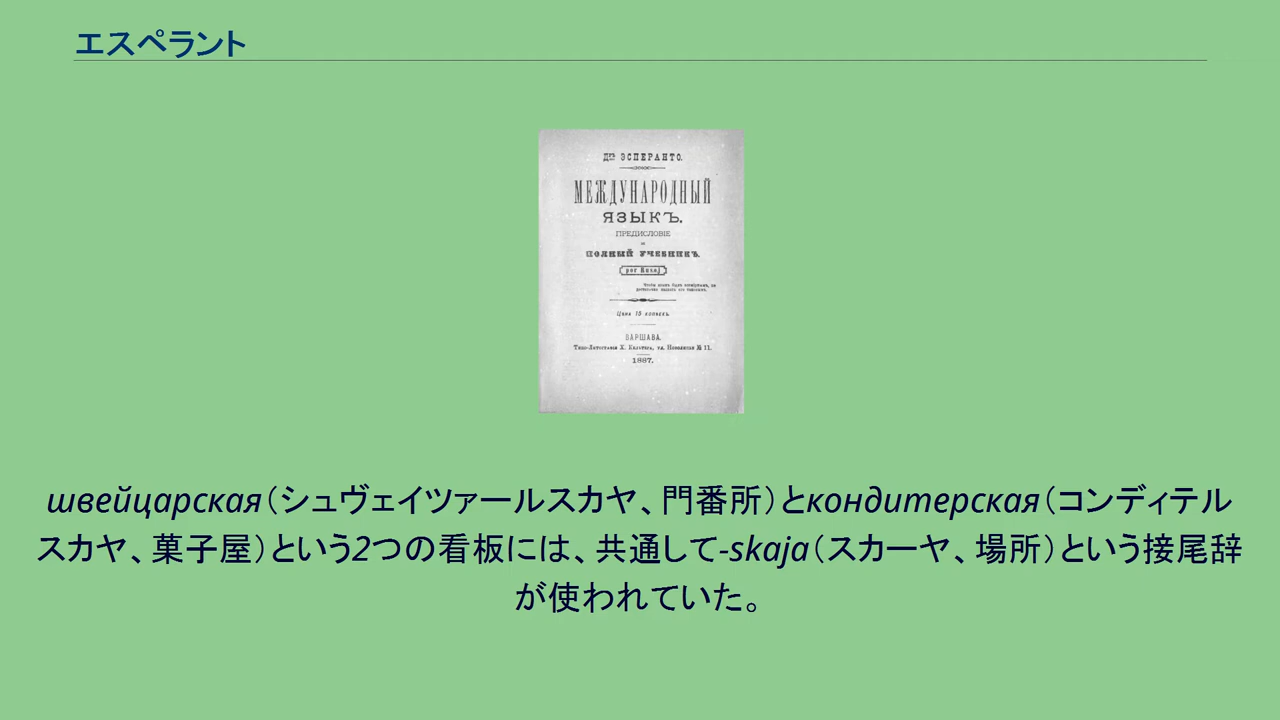 エスペラント
Дръ ЭСПЕРАНТО.
МЕЖДУНАРОДНЫЙ
ЯЗЫКЪ.
ПРЕДИСЛОВІЕ
И
ПОЛНЫЙ УЧЕБНИКЪ.
por Rusoj
Цѣна 15 копѣекъ.
ВАРШАВА.
1887.
швейцарская（シュヴェイツァールスカヤ、門番所）とкондитерская（コンディテル
スカヤ、菓子屋）という2つの看板には、共通して-skaja（スカーヤ、場所）という接尾辞
が使われていた。